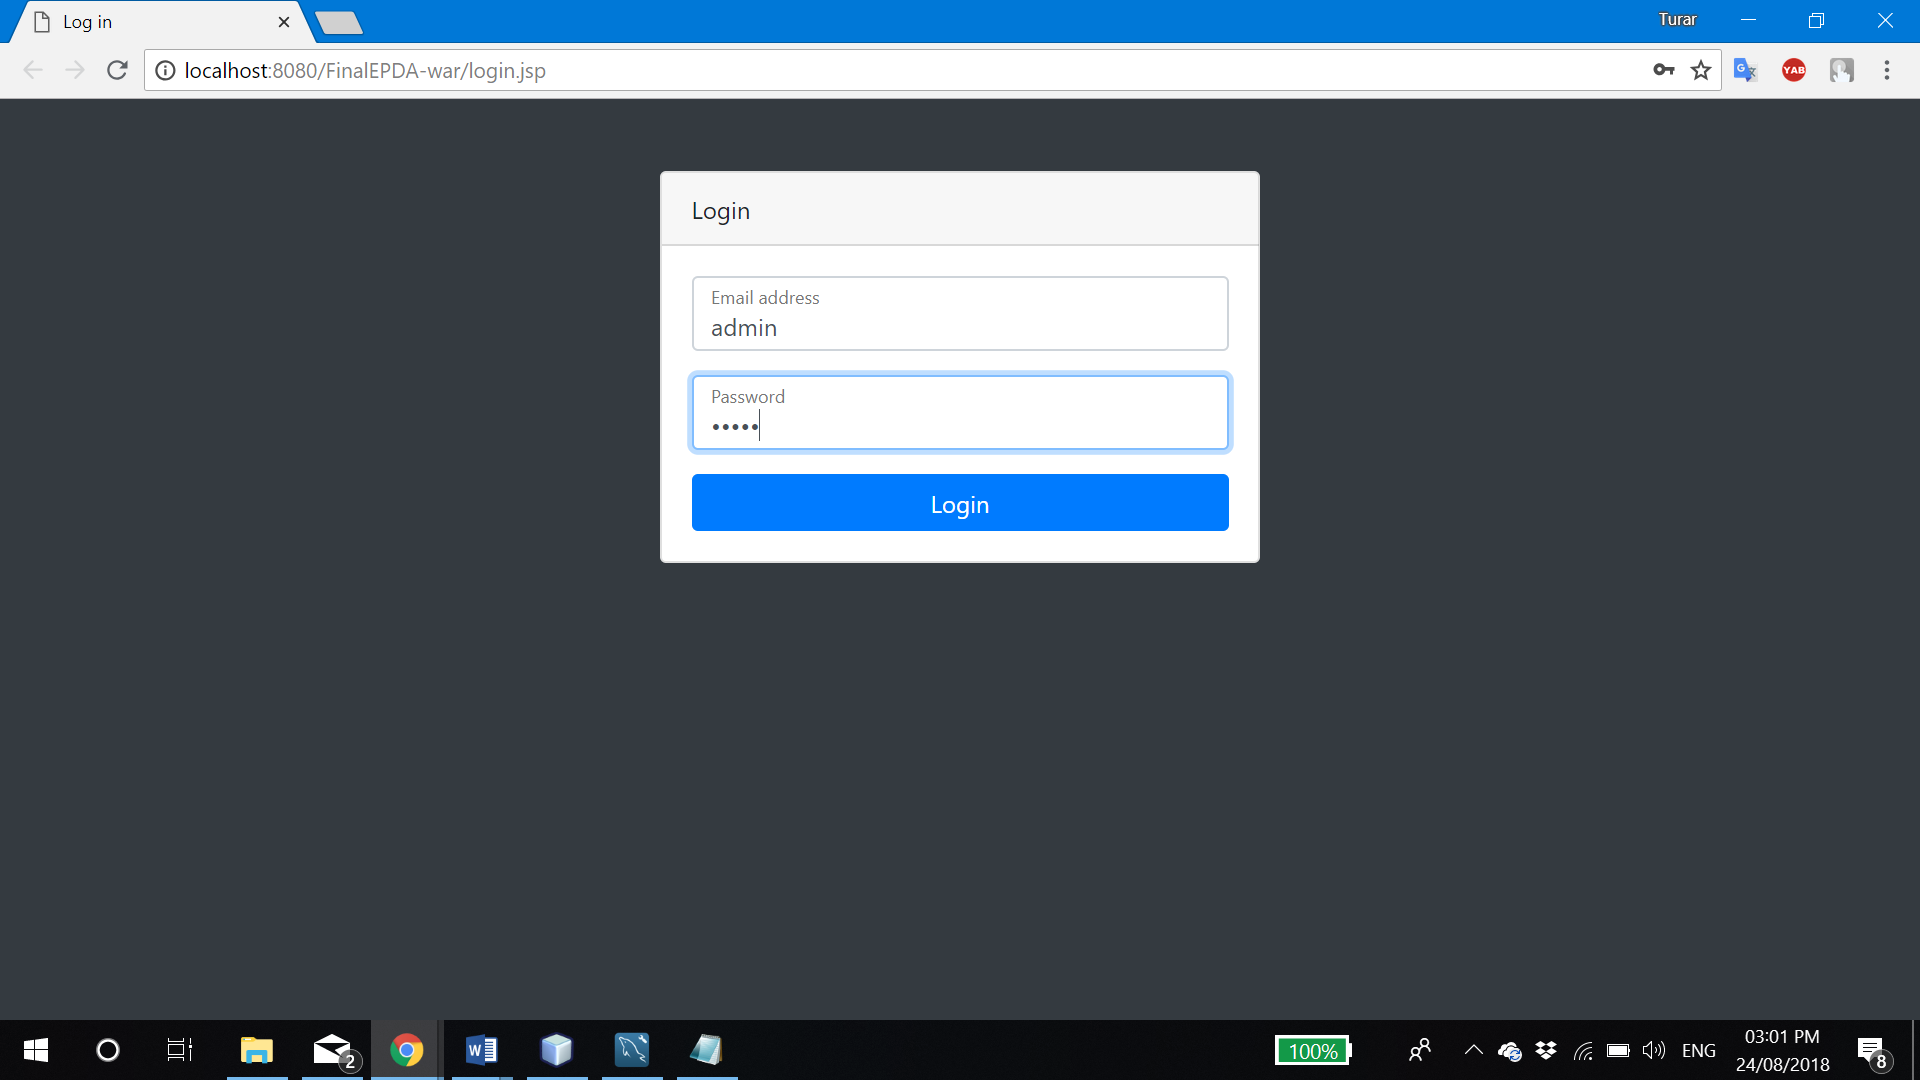 Log in
Turar
localhost:8080/FinalEPDA-war/login.jsp
YAB
Login
Email address
admin
Password
•••••
Login
2
100%
ENG
03:01 PM
24/08/2018
8